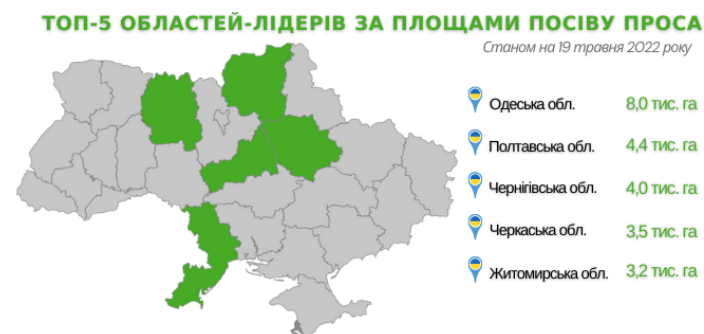 ТОП-5 ОБЛАСТЕЙ-ЛІДЕРІВ ЗА ПЛОЩАМИ ПОСІВУ ПРОСА
Станом на 19 травня 2022 року
Одеська обл. 8,0 тис. га
Полтавська обл. 4,4 тис. га
Чернігівська обл. 4,0 тис. га
Черкаська обл. 3,5 тис. га
Житомирська обл. 3,2 тис. га